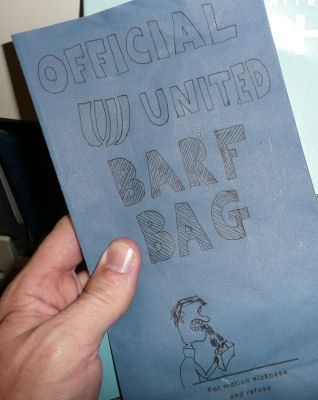 OFFICIAL
UNITED
BARF
BAG
For motion sickness
and refuse